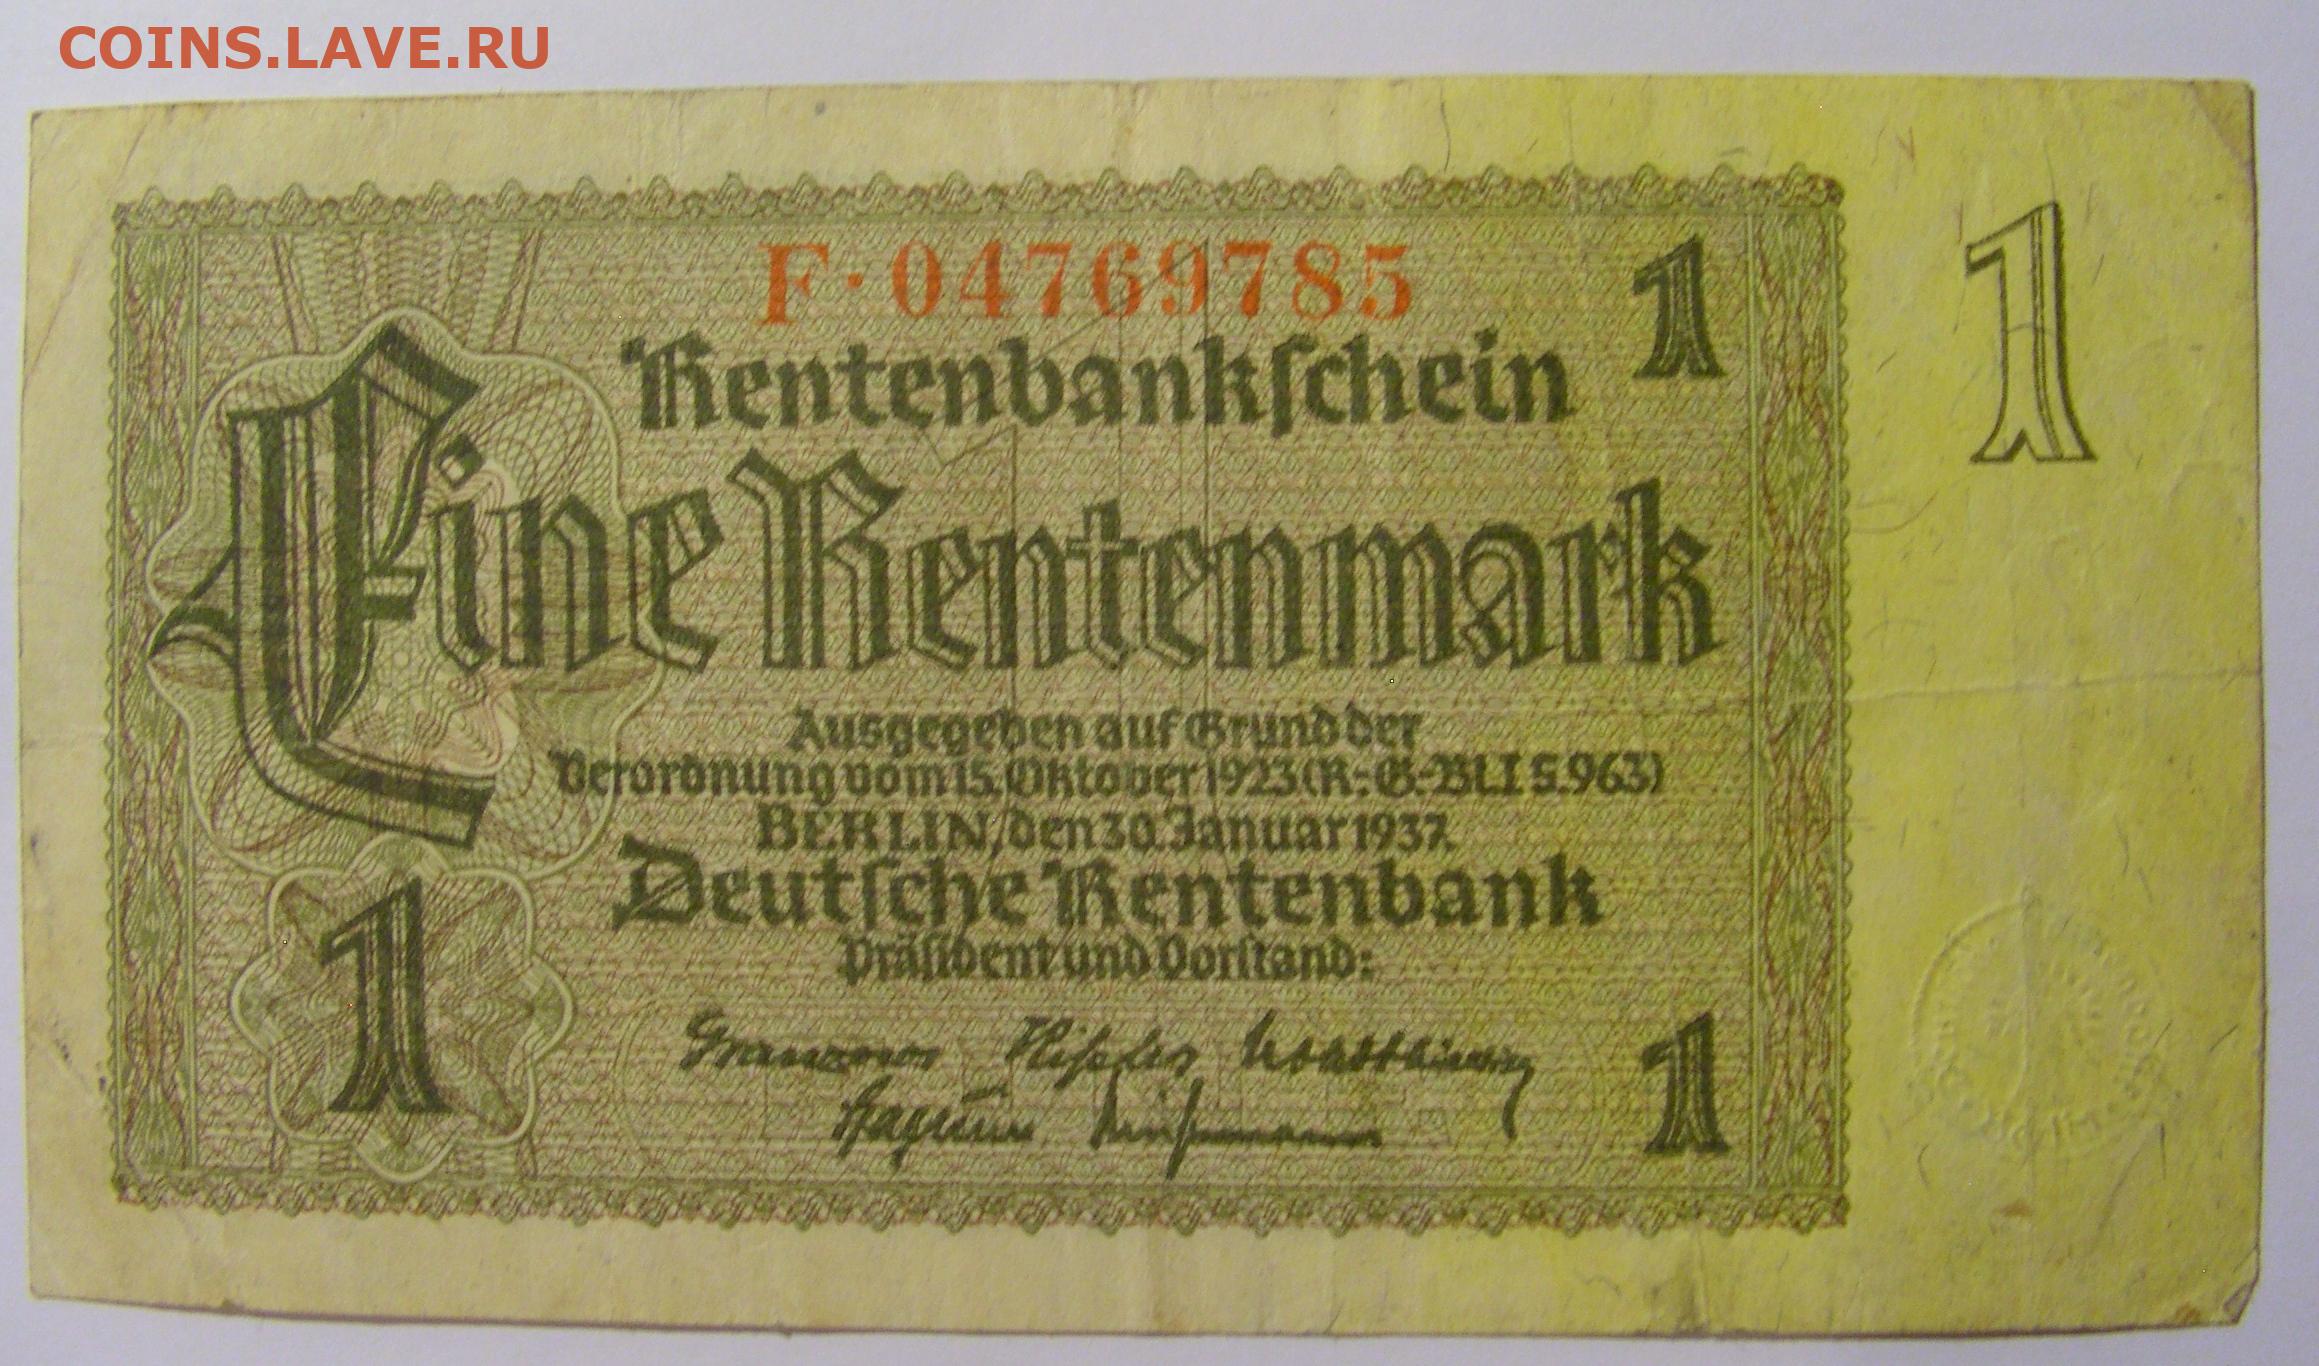 COINS.LAVE.RU
F·04769785
1
1
Rentenbankſchein
Eine Rentenmark
Ausgegeben auf Grund der
Verordnung vom 15. Oktober 1923 (R.-G.-Bl. I S. 963)
BERLIN, den 30. Januar 1937.
Deutſche Rentenbank
Präſident und Vorſtand:
1
1